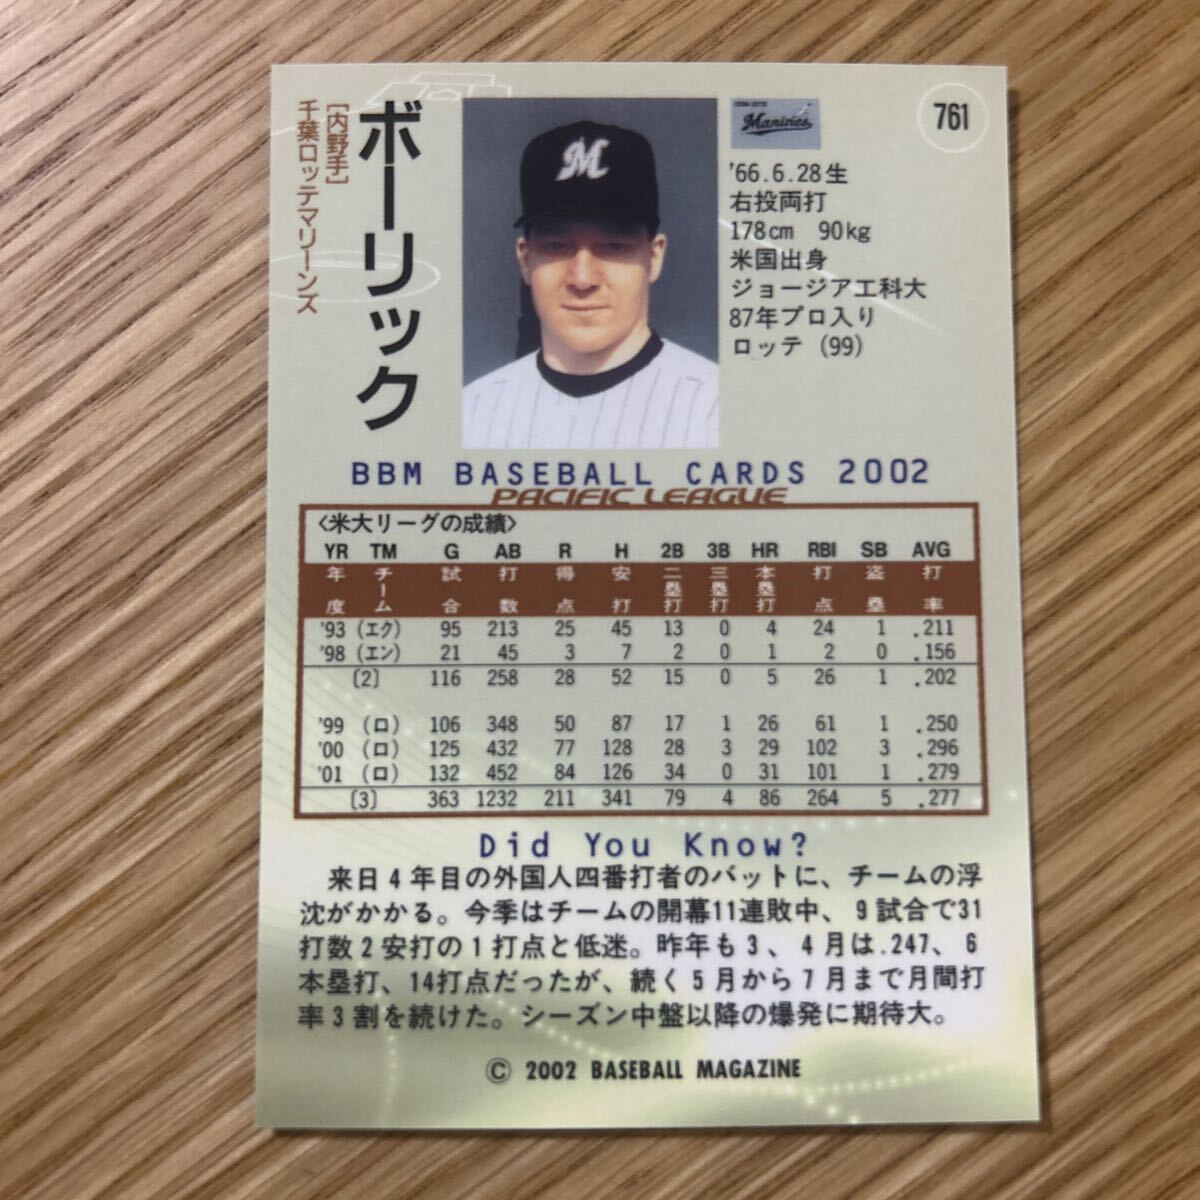 761
ボーリック
[内野手]
千葉ロッテマリーンズ
M
Marines
'66.6.28生
右投両打
178cm 90kg
米国出身
ジョージア工科大
87年プロ入り
ロッテ (99)
BBM BASEBALL CARDS 2002
PACIFIC LEAGUE
〈米大リーグの成績〉
YR TM G AB R H 2B 3B HR RBI SB AVG
年度 チーム 試合 打数 得点 安打 二塁打 三塁打 本塁打 打点 盗塁 打率
'93 (エク) 95 213 25 45 13 0 4 24 1 .211
'98 (エン) 21 45 3 7 2 0 1 2 0 .156
[2] 116 258 28 52 15 0 5 26 1 .202
'99 (ロ) 106 348 50 87 17 1 26 61 1 .250
'00 (ロ) 125 432 77 128 28 3 29 102 3 .296
'01 (ロ) 132 452 84 126 34 0 31 101 1 .279
[3] 363 1232 211 341 79 4 86 264 5 .277
Did You Know?
来日4年目の外国人四番打者のバットに、チームの浮
沈がかかる。今季はチームの開幕11連敗中、9試合で31
打数2安打の1打点と低迷。昨年も3、4月は.247、6
本塁打、14打点だったが、続く5月から7月まで月間打
率3割を続けた。シーズン中盤以降の爆発に期待大。
© 2002 BASEBALL MAGAZINE